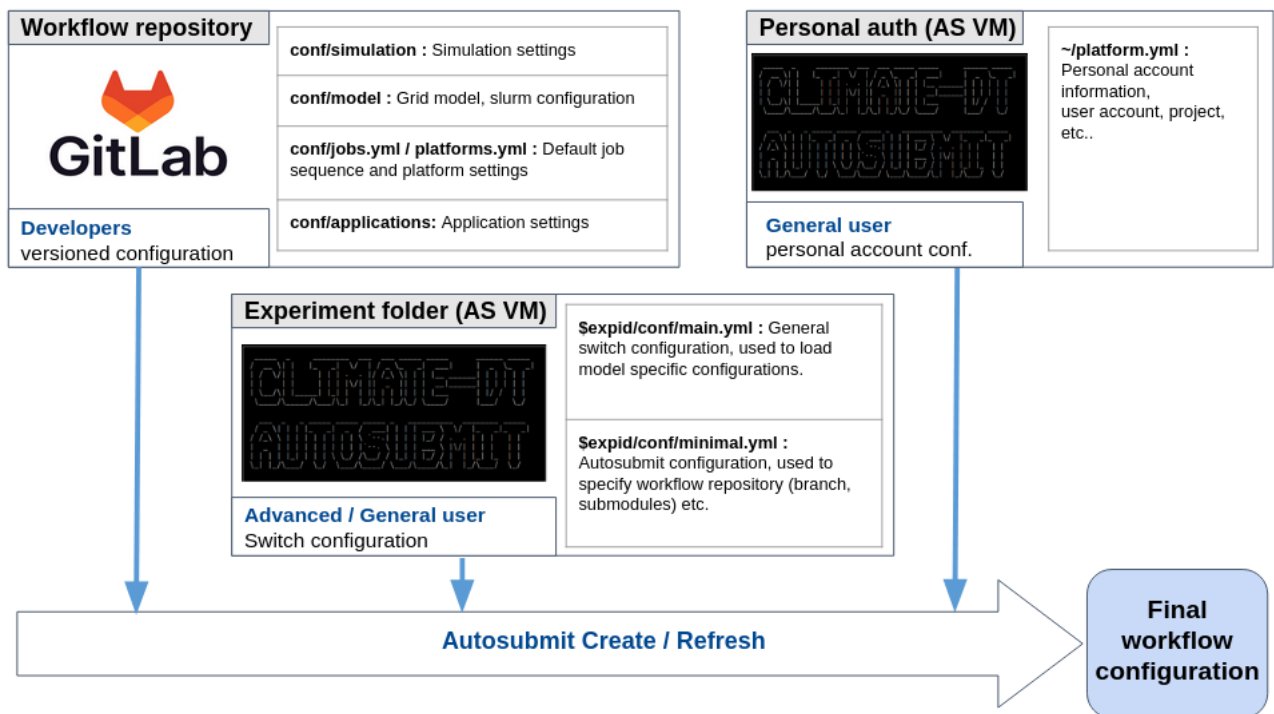 Workflow repository
GitLab
Developers
versioned configuration
conf/simulation : Simulation settings
conf/model : Grid model, slurm configuration
conf/jobs.yml / platforms.yml : Default job
sequence and platform settings
conf/applications: Application settings
Personal auth (AS VM)
CLIMATE-DT
AUTOSUBMIT
General user
personal account conf.
~/platform.yml :
Personal account
information,
user account, project,
etc..
Experiment folder (AS VM)
CLIMATE-DT
AUTOSUBMIT
Advanced / General user
Switch configuration
$expid/conf/main.yml : General
switch configuration, used to load
model specific configurations.
$expid/conf/minimal.yml :
Autosubmit configuration, used to
specify workflow repository (branch,
submodules) etc.
Autosubmit Create / Refresh
Final
workflow
configuration